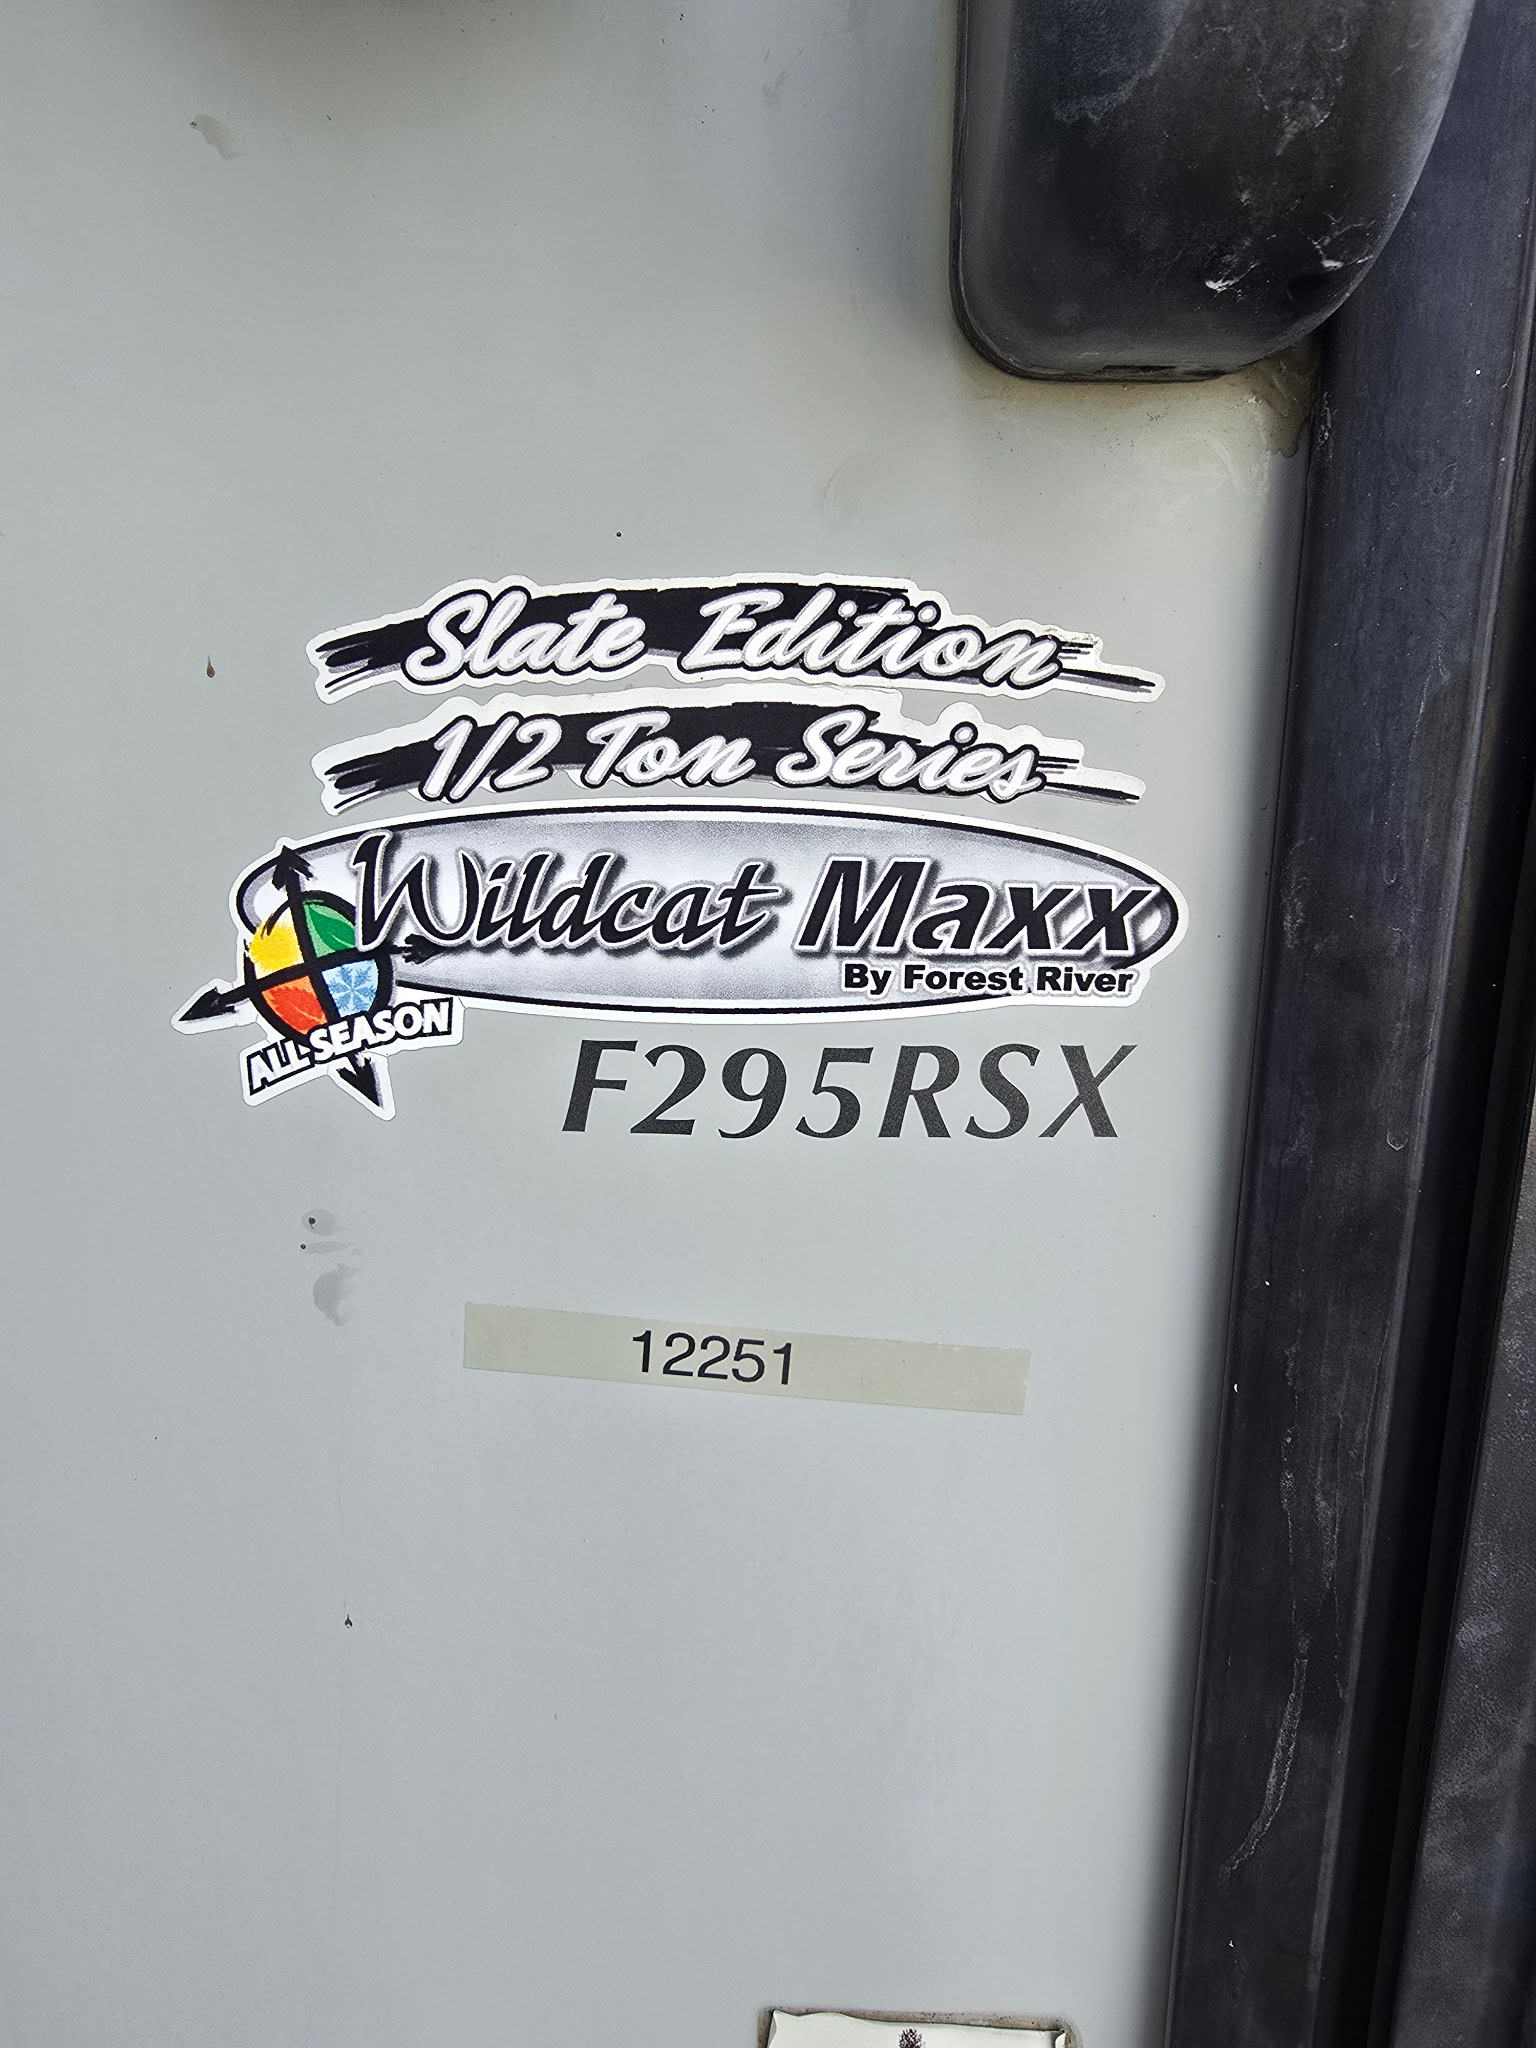 Slate Edition
1/2 Ton Series
Wildcat Maxx
By Forest River
ALL SEASON
F295RSX
12251